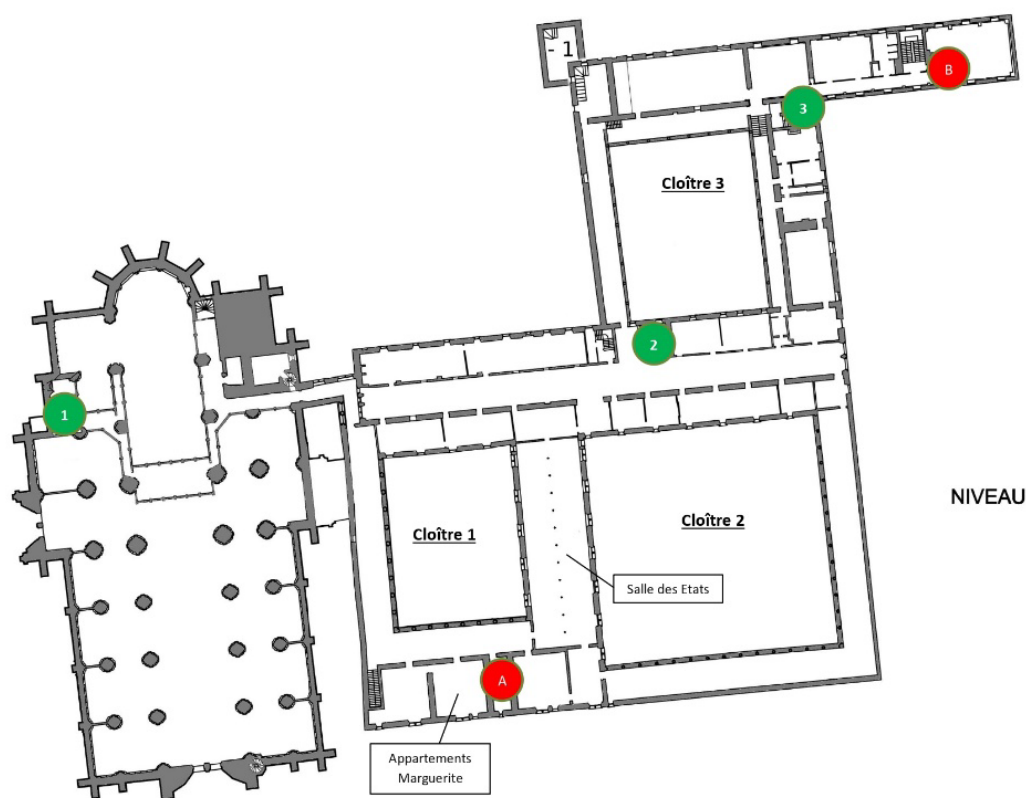 1
B
3
Cloître 3
2
1
NIVEAU
Cloître 1
Cloître 2
Salle des Etats
A
Appartements
Marguerite